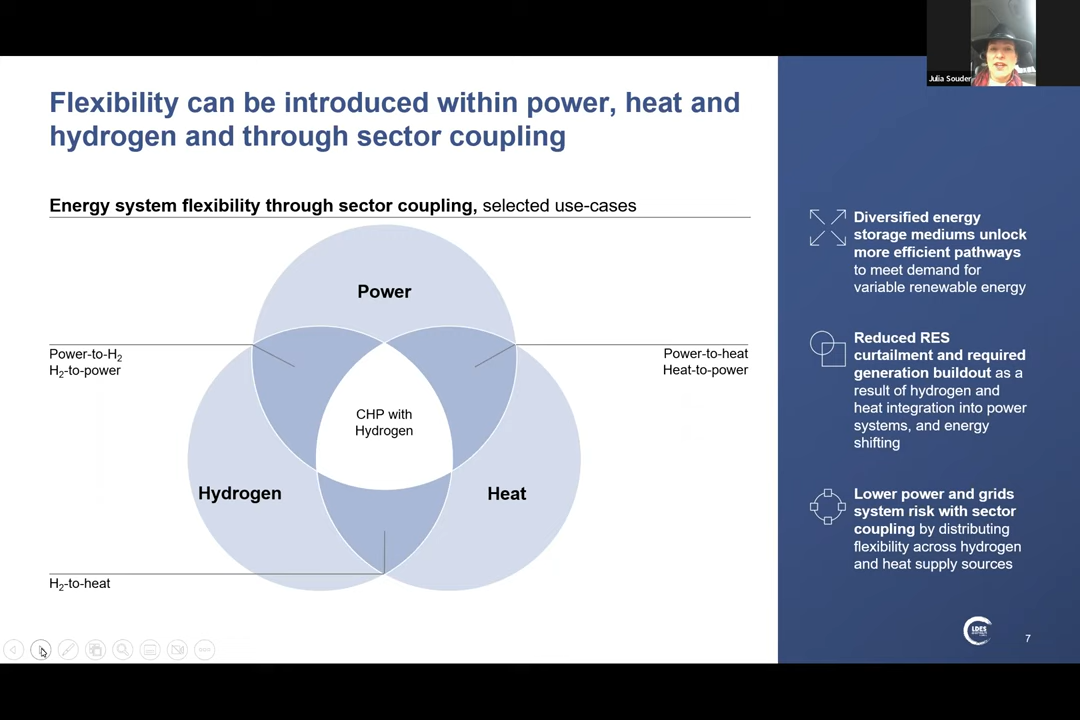 Julia Souder
Flexibility can be introduced within power, heat and
hydrogen and through sector coupling
Energy system flexibility through sector coupling, selected use-cases
Power
Power-to-H₂
H₂-to-power
Power-to-heat
Heat-to-power
CHP with
Hydrogen
Hydrogen
Heat
H₂-to-heat
Diversified energy
storage mediums unlock
more efficient pathways
to meet demand for
variable renewable energy
Reduced RES
curtailment and required
generation buildout as a
result of hydrogen and
heat integration into power
systems, and energy
shifting
Lower power and grids
system risk with sector
coupling by distributing
flexibility across hydrogen
and heat supply sources
LDES
7